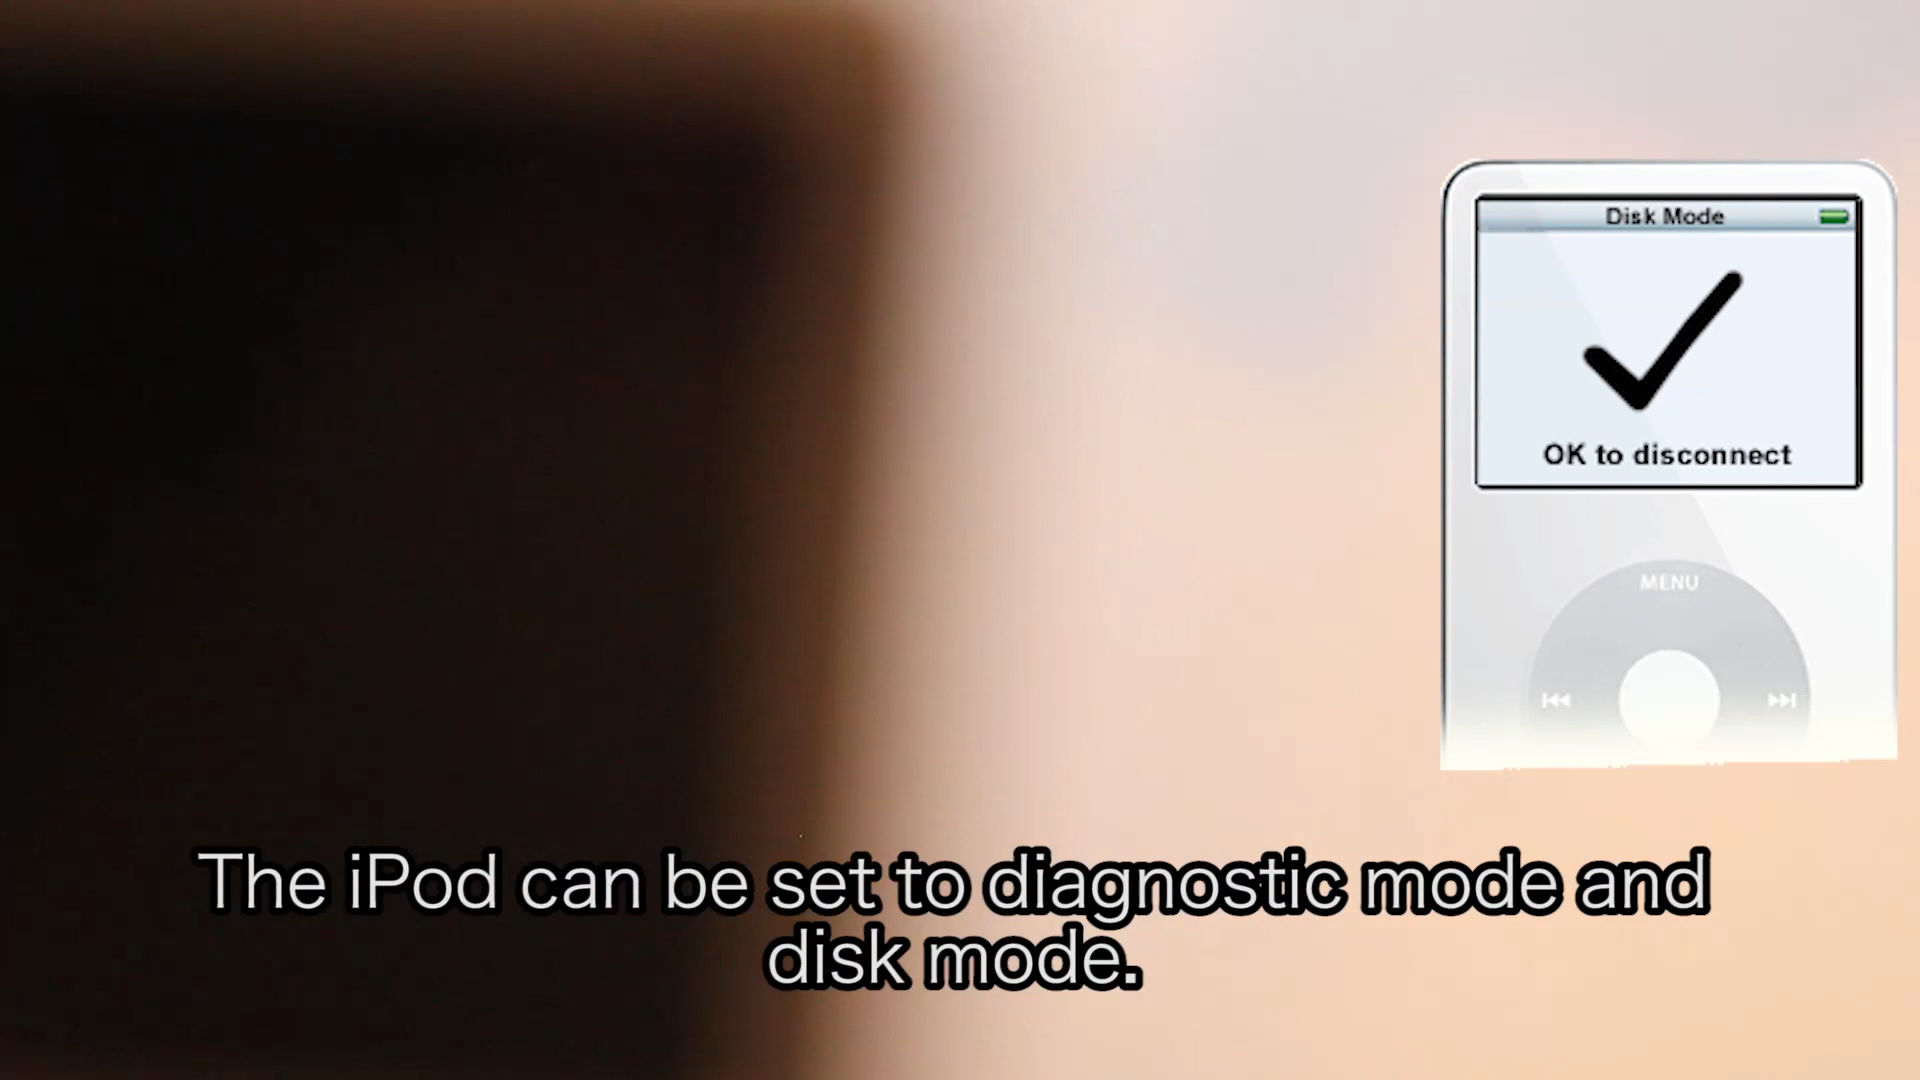 Disk Mode
OK to disconnect
MENU
The iPod can be set to diagnostic mode and
disk mode.